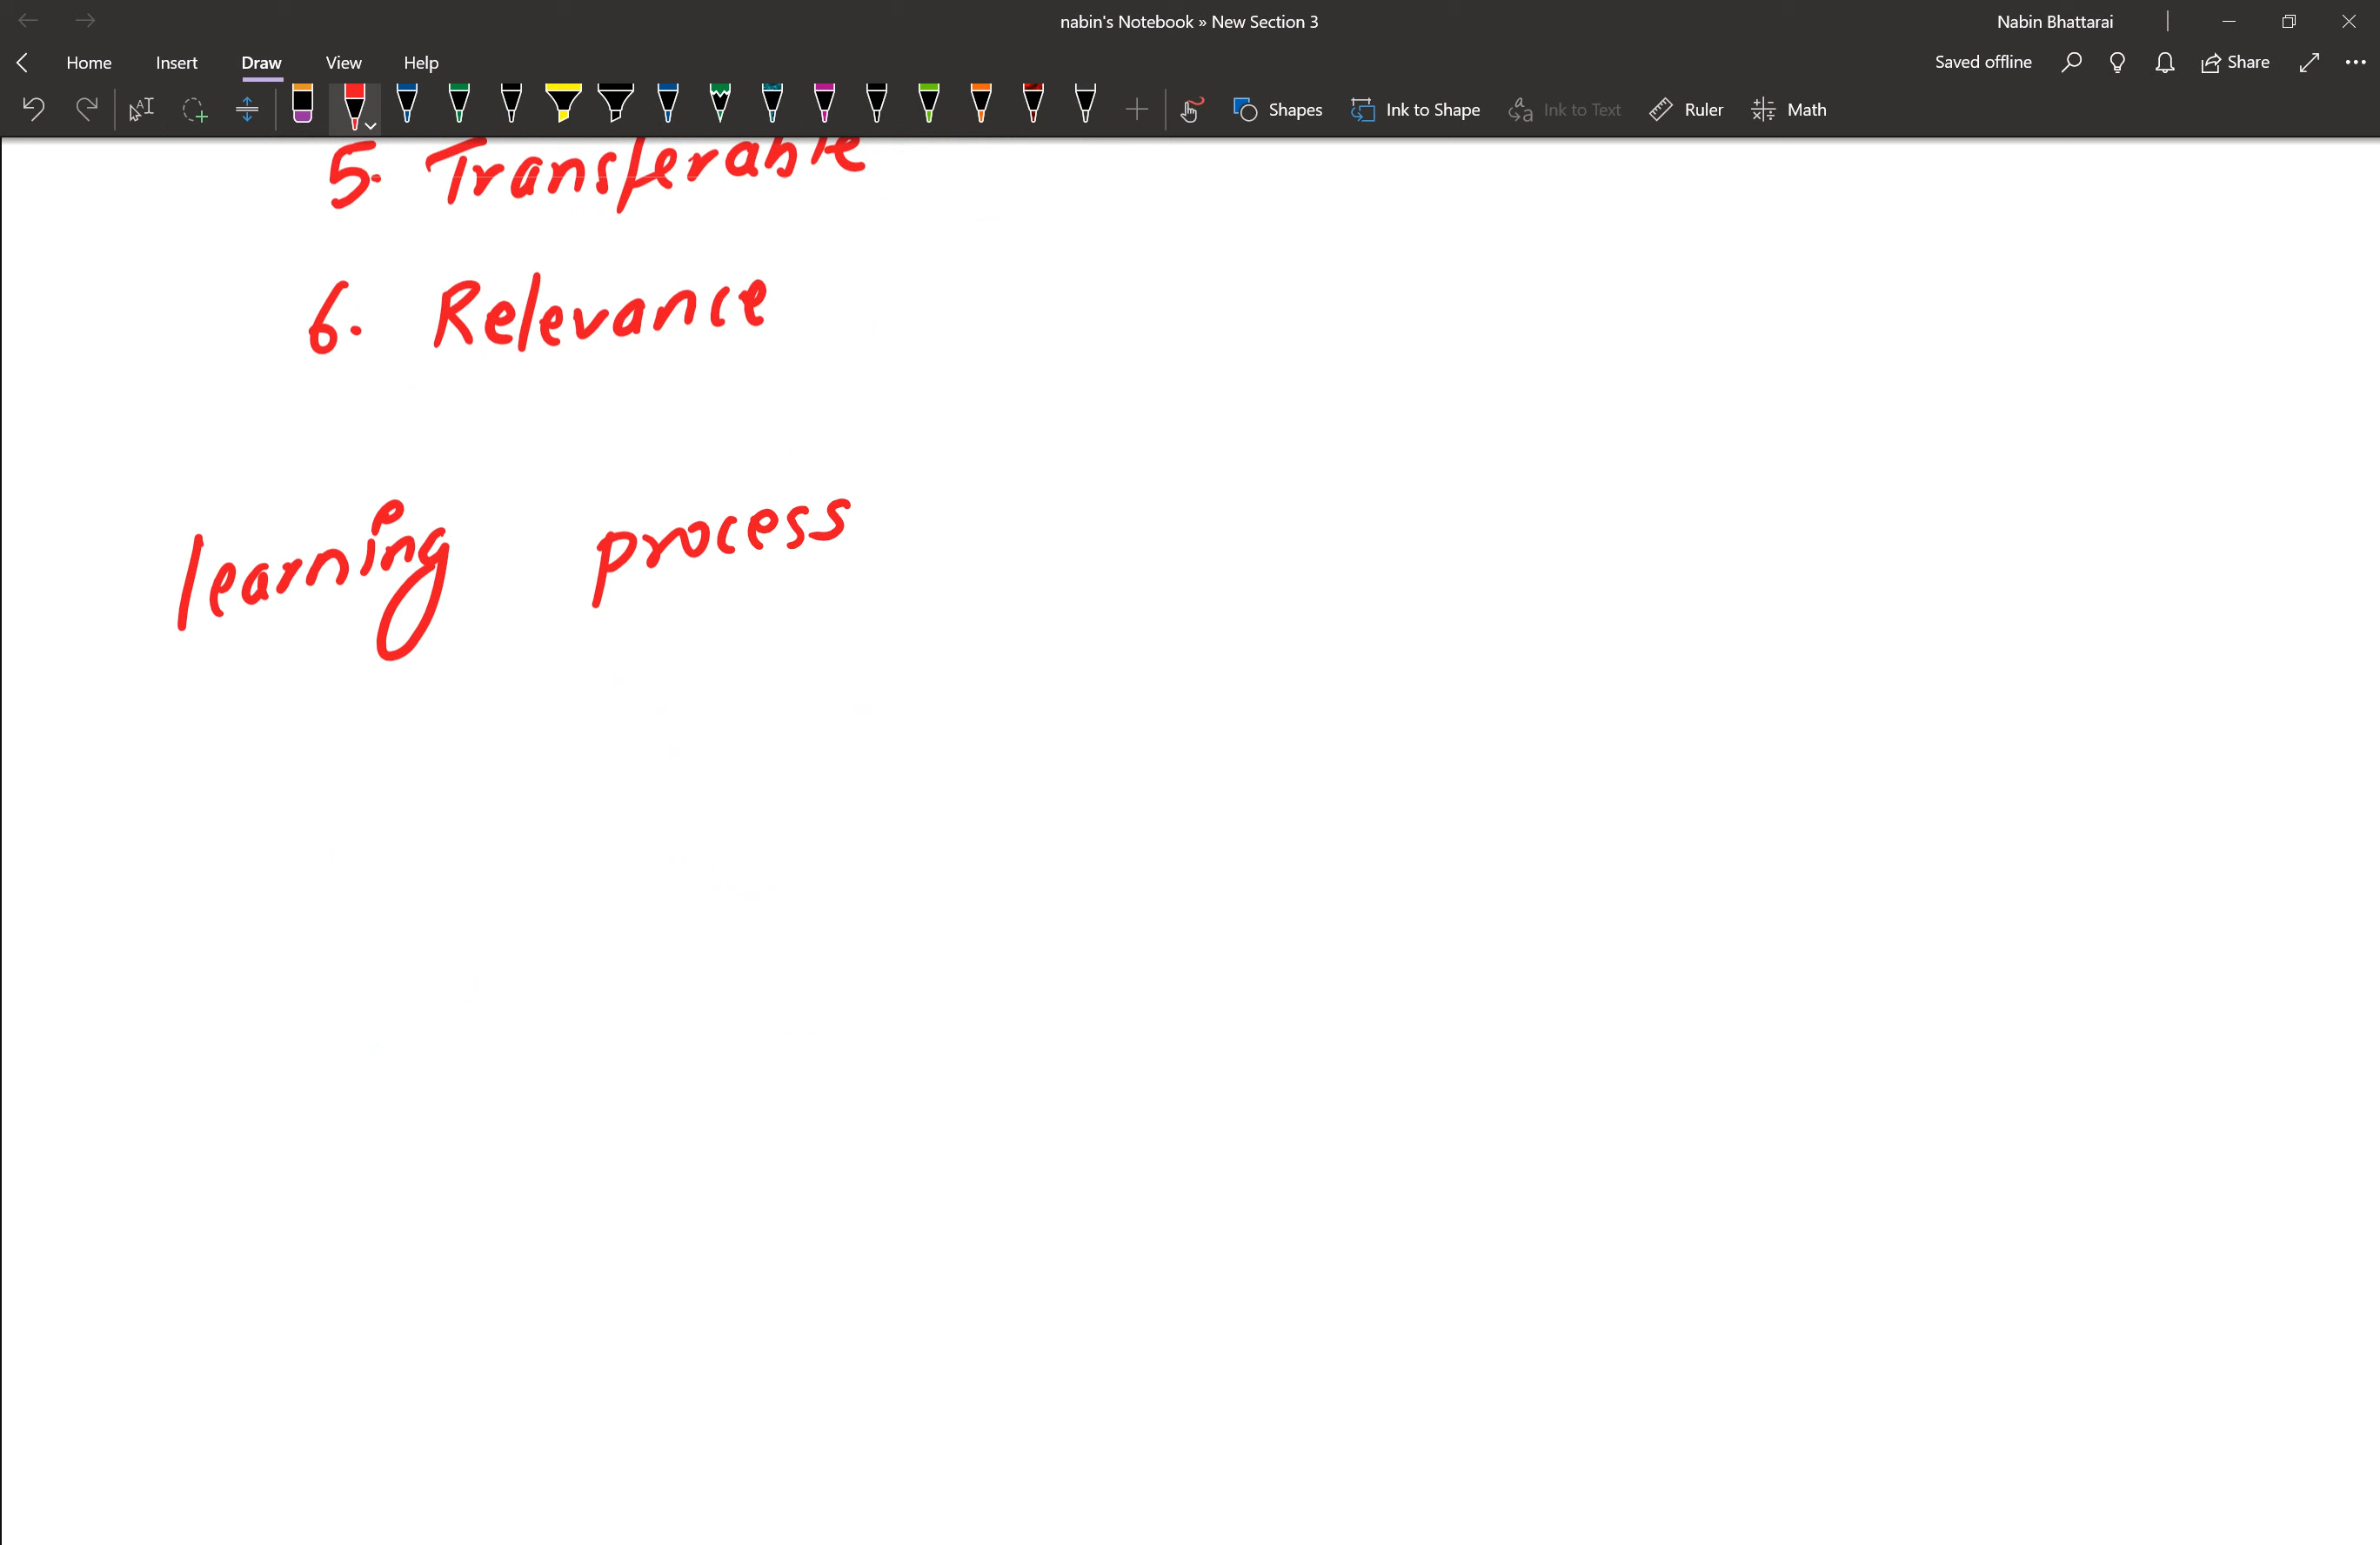 nabin's Notebook » New Section 3
Nabin Bhattarai
Home Insert Draw View Help
Saved offline
Share
Shapes
Ink to Shape
Ink to Text
Ruler
Math
5. Transferable
6. Relevance
learning process